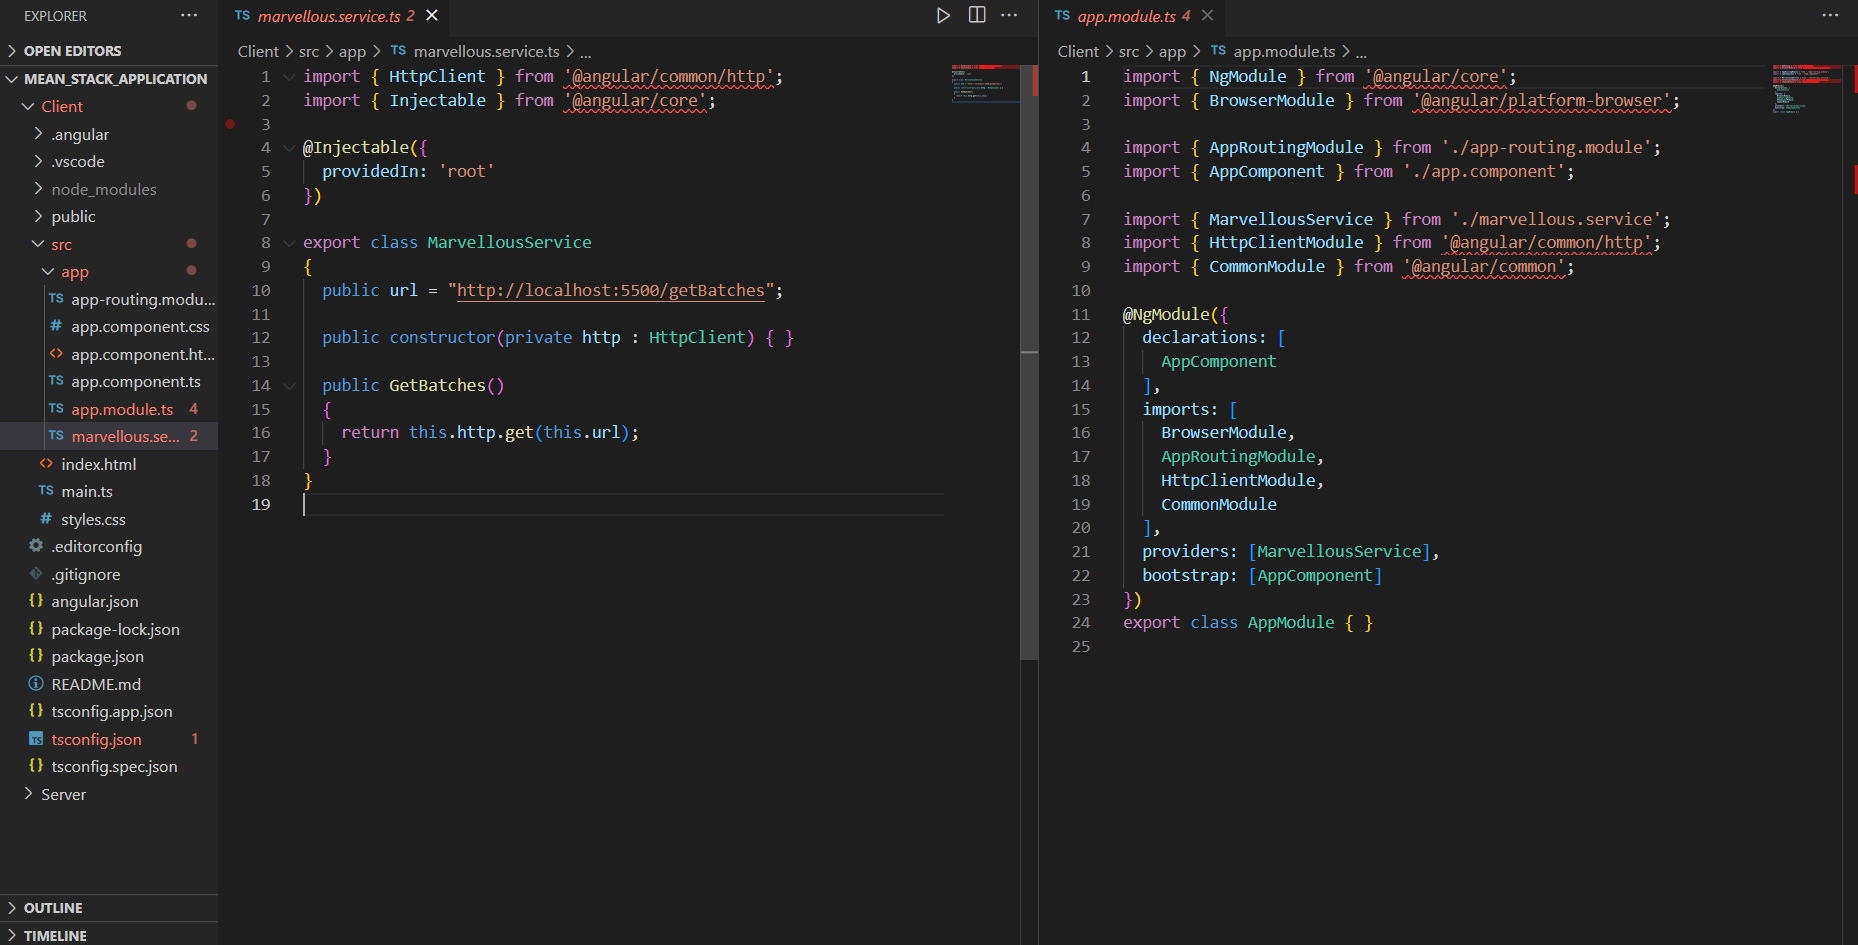 EXPLORER
OPEN EDITORS
MEAN_STACK_APPLICATION
Client
.angular
.vscode
node_modules
public
src
app
TS app-routing.modu...
# app.component.css
<> app.component.ht...
TS app.component.ts
TS app.module.ts 4
TS marvellous.se... 2
<> index.html
TS main.ts
# styles.css
.editorconfig
.gitignore
{} angular.json
{} package-lock.json
{} package.json
README.md
{} tsconfig.app.json
TS tsconfig.json 1
{} tsconfig.spec.json
Server
OUTLINE
TIMELINE
TS marvellous.service.ts 2
Client > src > app > TS marvellous.service.ts > ...
1 import { HttpClient } from '@angular/common/http';
2 import { Injectable } from '@angular/core';
3
4 @Injectable({
5 providedIn: 'root'
6 })
7
8 export class MarvellousService
9 {
10 public url = "http://localhost:5500/getBatches";
11
12 public constructor(private http : HttpClient) { }
13
14 public GetBatches()
15 {
16 return this.http.get(this.url);
17 }
18 }
19
TS app.module.ts 4
Client > src > app > TS app.module.ts > ...
1 import { NgModule } from '@angular/core';
2 import { BrowserModule } from '@angular/platform-browser';
3
4 import { AppRoutingModule } from './app-routing.module';
5 import { AppComponent } from './app.component';
6
7 import { MarvellousService } from './marvellous.service';
8 import { HttpClientModule } from '@angular/common/http';
9 import { CommonModule } from '@angular/common';
10
11 @NgModule({
12 declarations: [
13 AppComponent
14 ],
15 imports: [
16 BrowserModule,
17 AppRoutingModule,
18 HttpClientModule,
19 CommonModule
20 ],
21 providers: [MarvellousService],
22 bootstrap: [AppComponent]
23 })
24 export class AppModule { }
25